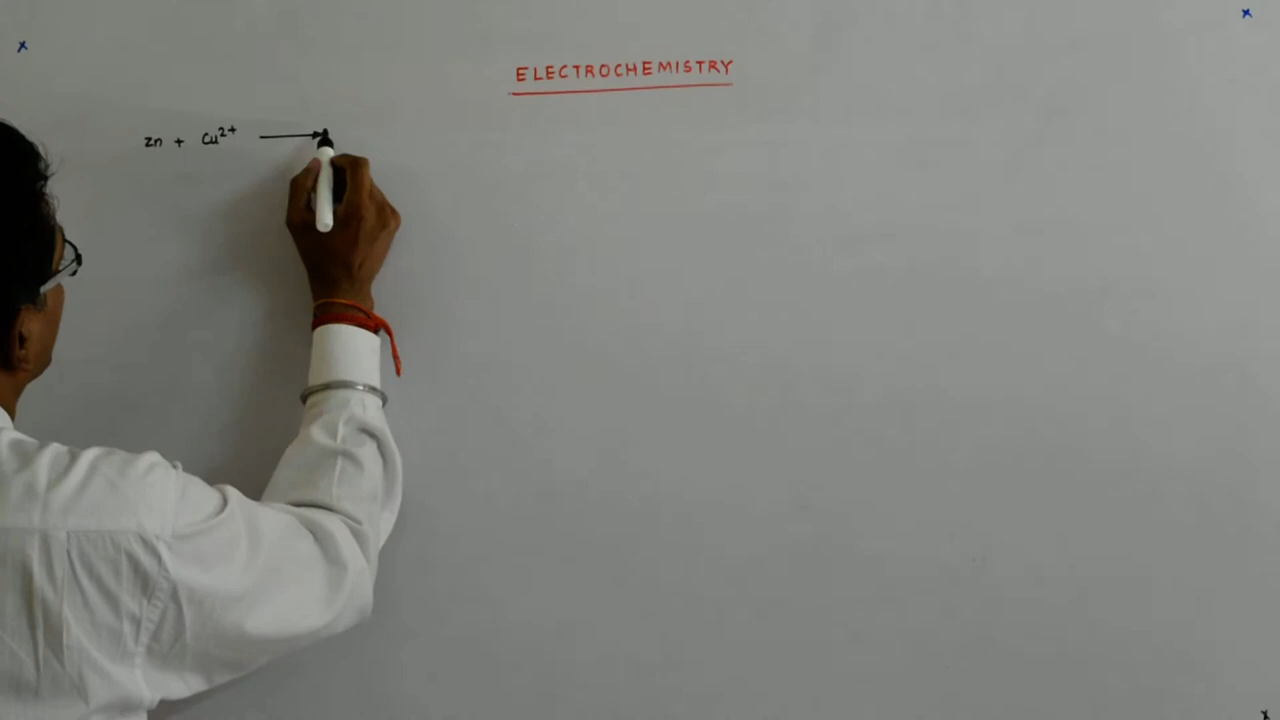 ELECTROCHEMISTRY
Zn + Cu²⁺ ⟶